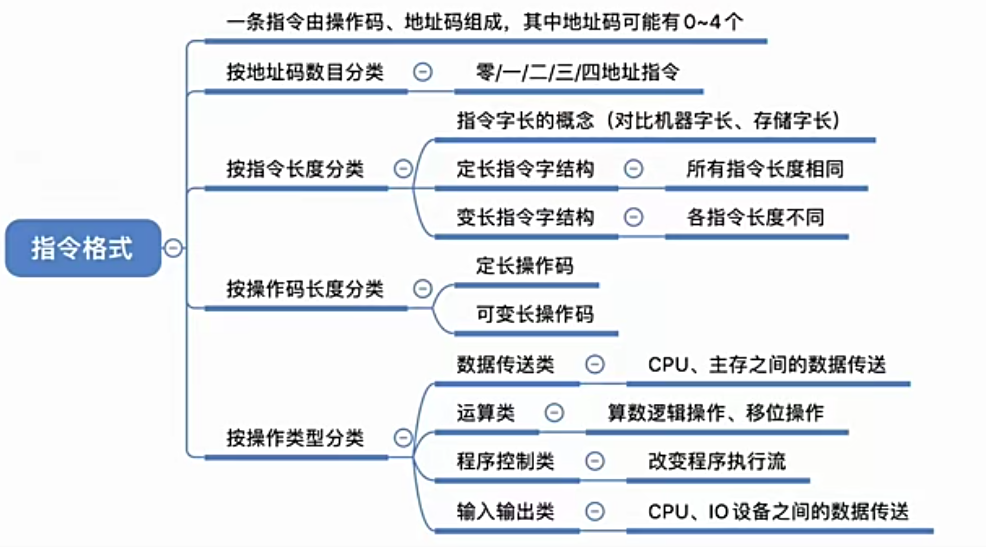 一条指令由操作码、地址码组成，其中地址码可能有0~4个
按地址码数目分类
零/一/二/三/四地址指令
指令字长的概念（对比机器字长、存储字长）
按指令长度分类
定长指令字结构
所有指令长度相同
变长指令字结构
各指令长度不同
指令格式
定长操作码
按操作码长度分类
可变长操作码
数据传送类
CPU、主存之间的数据传送
运算类
算数逻辑操作、移位操作
按操作类型分类
程序控制类
改变程序执行流
输入输出类
CPU、IO设备之间的数据传送